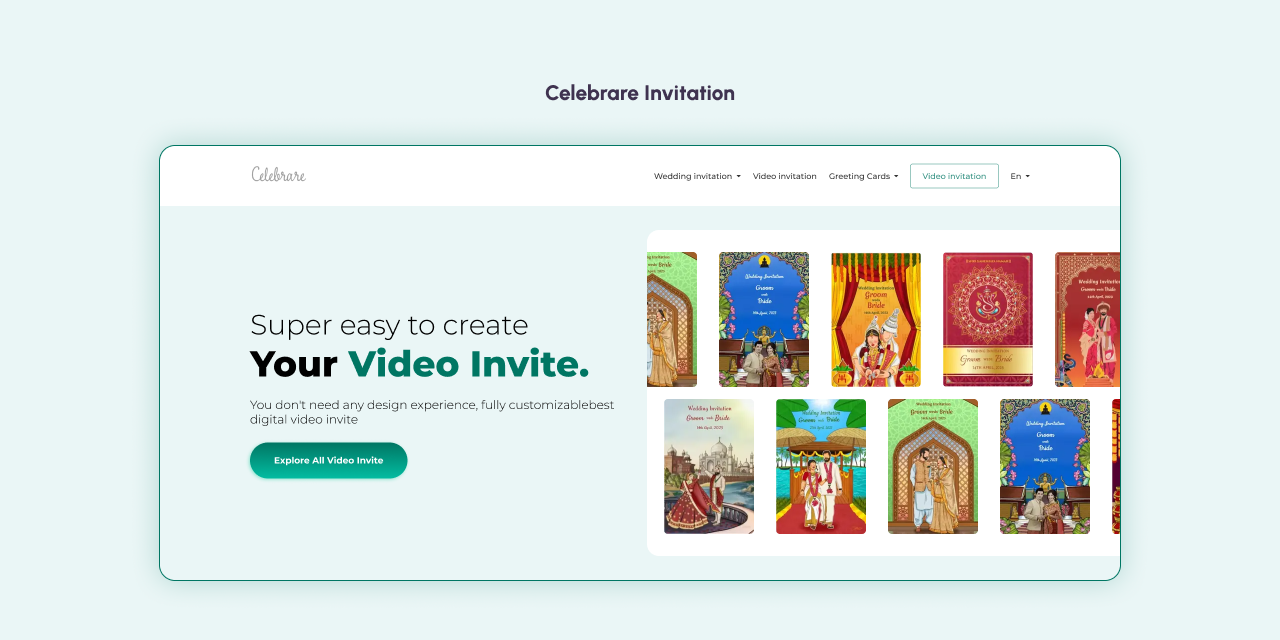 Celebrare Invitation
Celebrare
Wedding invitation
Video invitation
Greeting Cards
Video invitation
En
Super easy to create
Your Video Invite.
You don't need any design experience, fully customizablebest
digital video invite
Explore All Video Invite
Bride
Wedding Invitation
Groom
Bride
Wedding Invitation
Groom
Bride
WEDDING INVITATION
Groom with Bride
Wedding Invitation
Groom with Bride
Wedding Invitation
Groom with Bride
Wedding Invitation
Groom with Bride
Wedding Invitation
Groom with Bride
Wedding Invitation
Groom
Bride